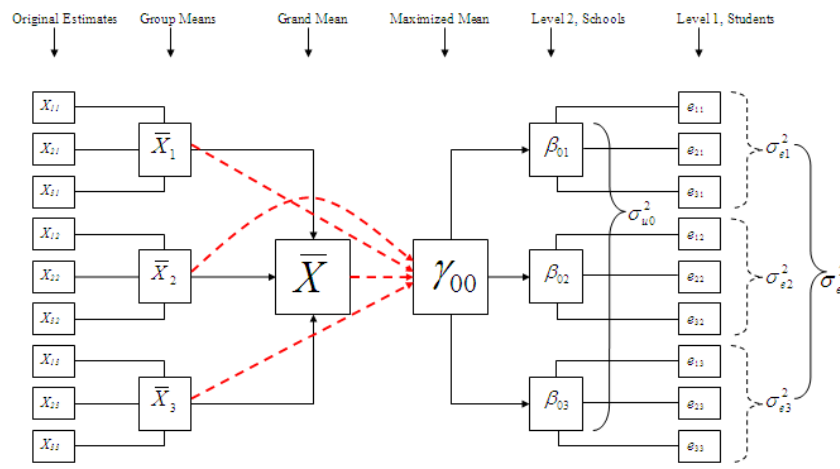 Original Estimates Group Means Grand Mean Maximized Mean Level 2, Schools Level 1, Students
X₁₁ e₁₁
X₂₁ X̅₁ β₀₁ e₂₁ σ²ₑ₁
X₃₁ e₃₁
σ²ᵤ₀
X₁₂ e₁₂
X₂₂ X̅₂ X̅ γ₀₀ β₀₂ e₂₂ σ²ₑ₂ σₑ
X₃₂ e₃₂
X₁₃ e₁₃
X₂₃ X̅₃ β₀₃ e₂₃ σ²ₑ₃
X₃₃ e₃₃